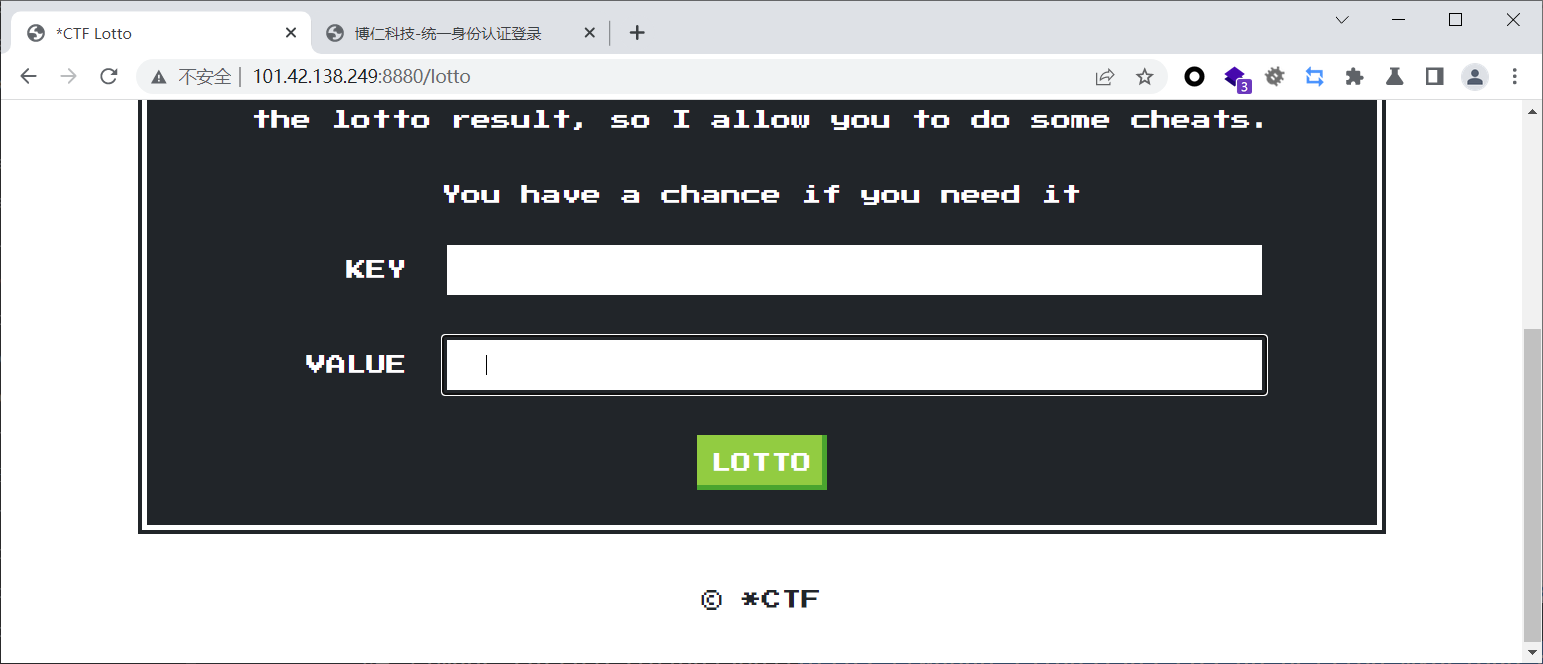 *CTF Lotto
博仁科技-统一身份认证登录
不安全 101.42.138.249:8880/lotto
3
the lotto result, so I allow you to do some cheats.
You have a chance if you need it
KEY
VALUE
LOTTO
© *CTF